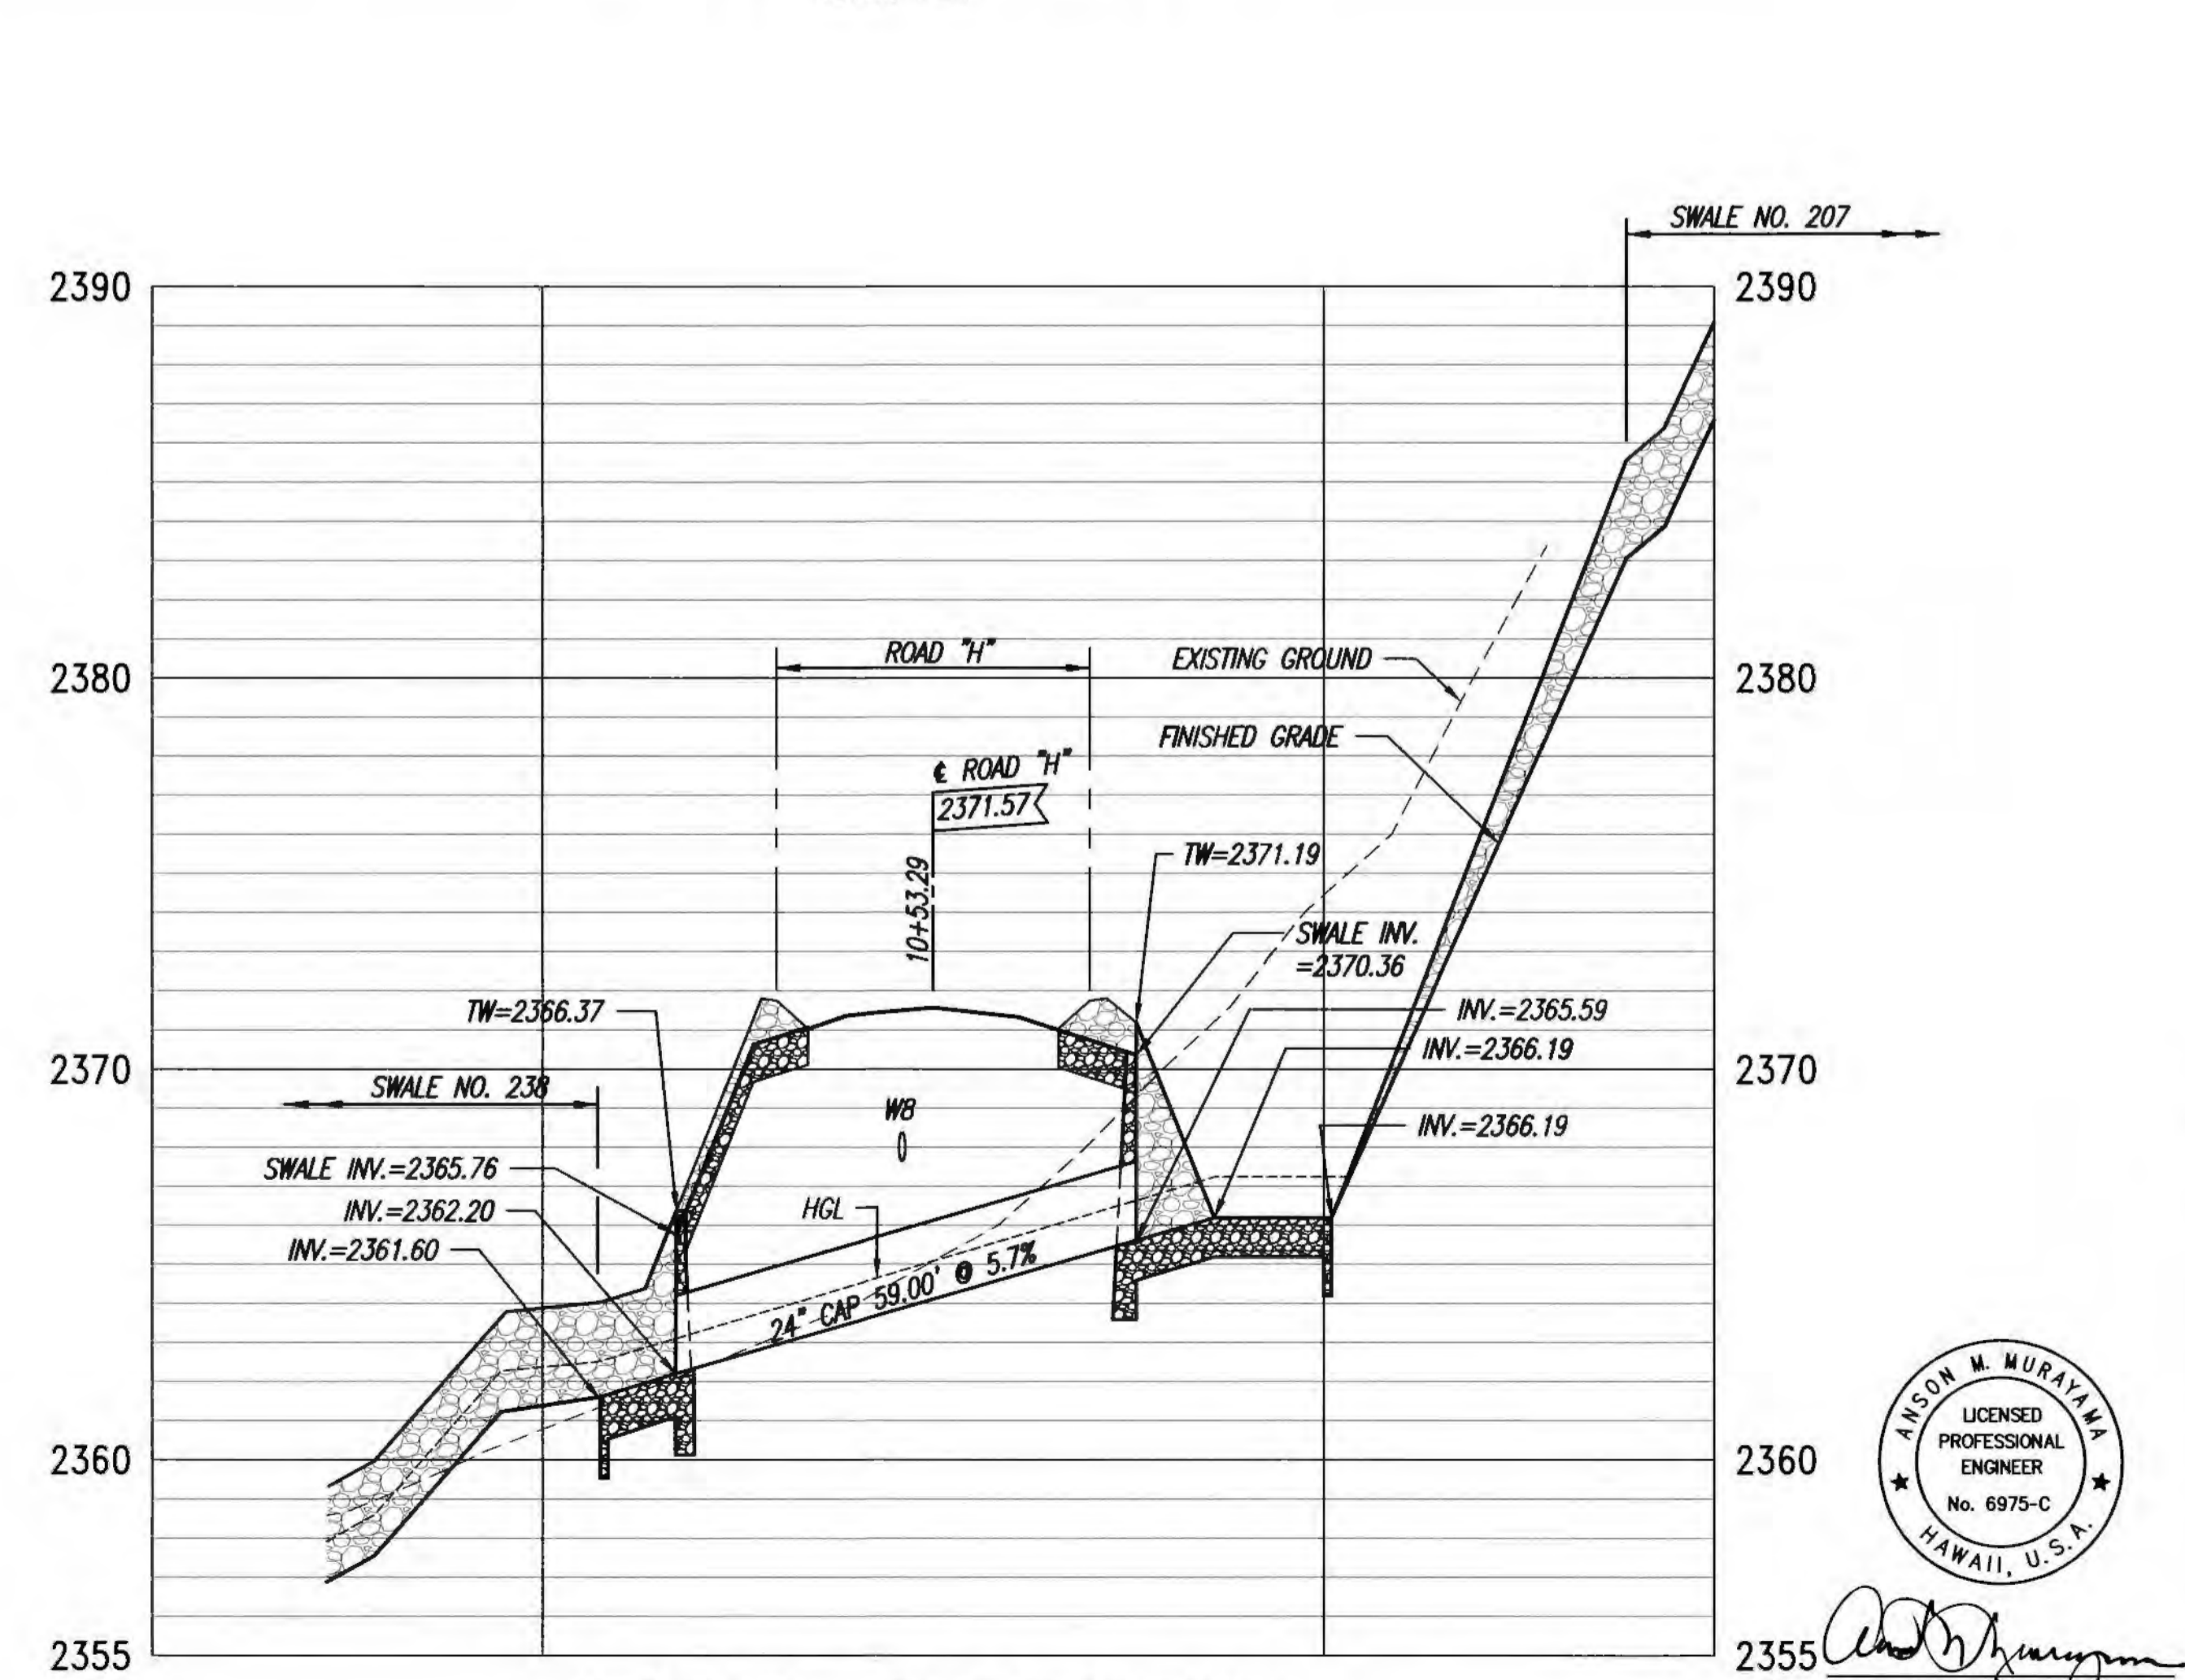 SWALE NO. 207
2390
2390
ROAD "H"
EXISTING GROUND
2380
2380
FINISHED GRADE
℄ ROAD "H"
2371.57
10+53.29
TW=2371.19
SWALE INV.
=2370.36
TW=2366.37
INV.=2365.59
INV.=2366.19
2370
2370
SWALE NO. 238
W8
INV.=2366.19
SWALE INV.=2365.76
INV.=2362.20
HGL
INV.=2361.60
24" CAP 59.00' @ 5.7%
2360
2360
ANSON M. MURAYAMA
LICENSED
PROFESSIONAL
ENGINEER
No. 6975-C
HAWAII, U.S.A.
2355
2355